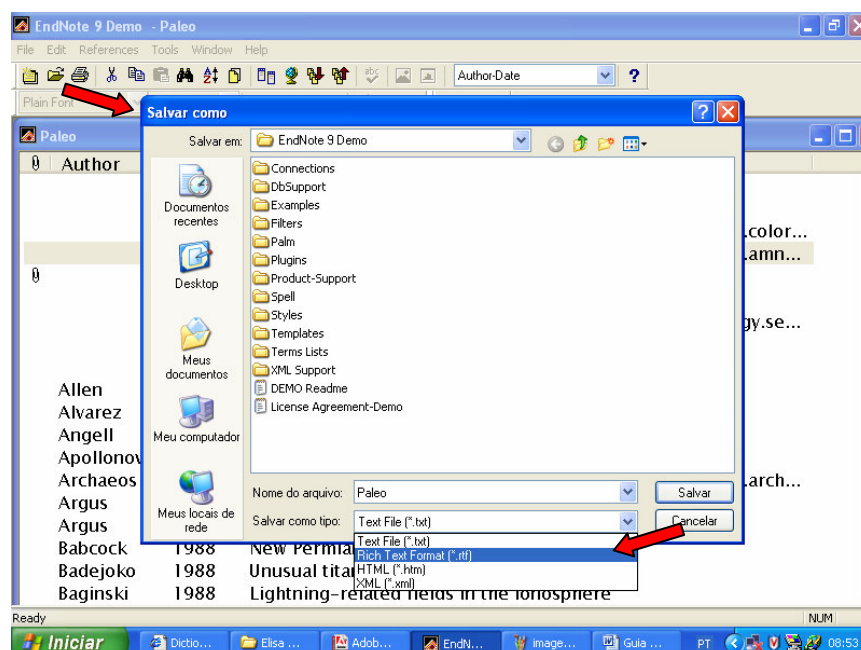 EndNote 9 Demo - Paleo
File Edit References Tools Window Help
Author-Date
?
Plain Font
Salvar como
Paleo
Salvar em: EndNote 9 Demo
Author
Documentos recentes
Desktop
Meus documentos
Meu computador
Meus locais de rede
Connections
DbSupport
Examples
Filters
Palm
Plugins
Product-Support
Spell
Styles
Templates
Terms Lists
XML Support
DEMO Readme
License Agreement-Demo
.color...
.amn...
gy.se...
.arch...
Nome do arquivo: Paleo Salvar
Salvar como tipo: Text File (*.txt) Cancelar
Text File (*.txt)
Rich Text Format (*.rtf)
HTML (*.htm)
XML (*.xml)
Allen
Alvarez
Angell
Apollonov
Archaeos
Argus
Argus
Babcock 1988 New Permia
Badejoko 1988 Unusual tita
Baginski 1988 Lightning-related fields in the ionosphere
Ready NUM
Iniciar Dictio... Elisa ... Adob... EndN... image... Guia ... PT 08:53